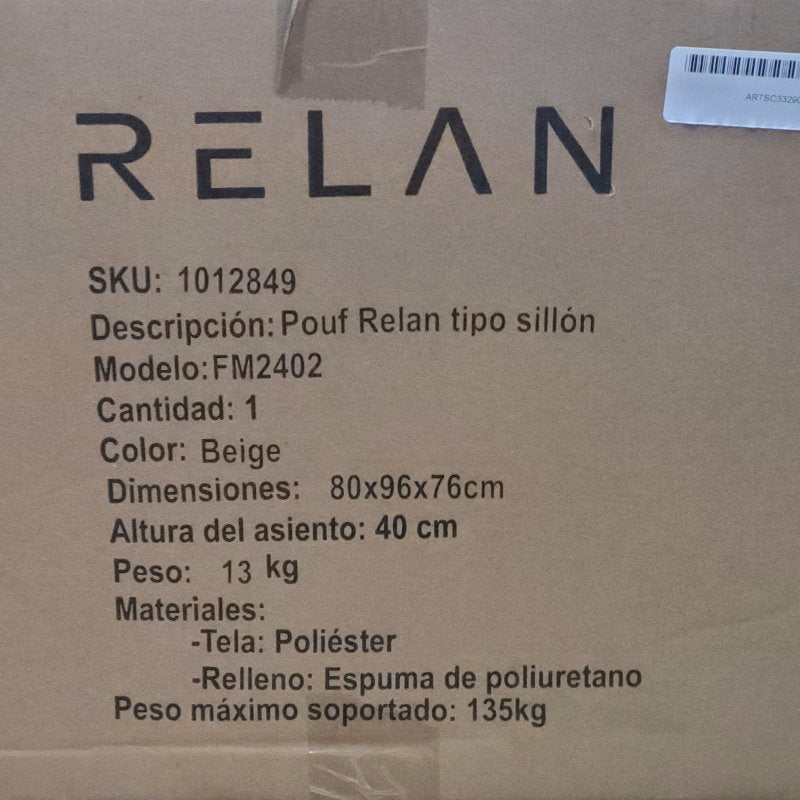 RELAN
SKU: 1012849
Descripción: Pouf Relan tipo sillón
Modelo: FM2402
Cantidad: 1
Color: Beige
Dimensiones: 80x96x76cm
Altura del asiento: 40 cm
Peso: 13 kg
Materiales:
-Tela: Poliéster
-Relleno: Espuma de poliuretano
Peso máximo soportado: 135kg